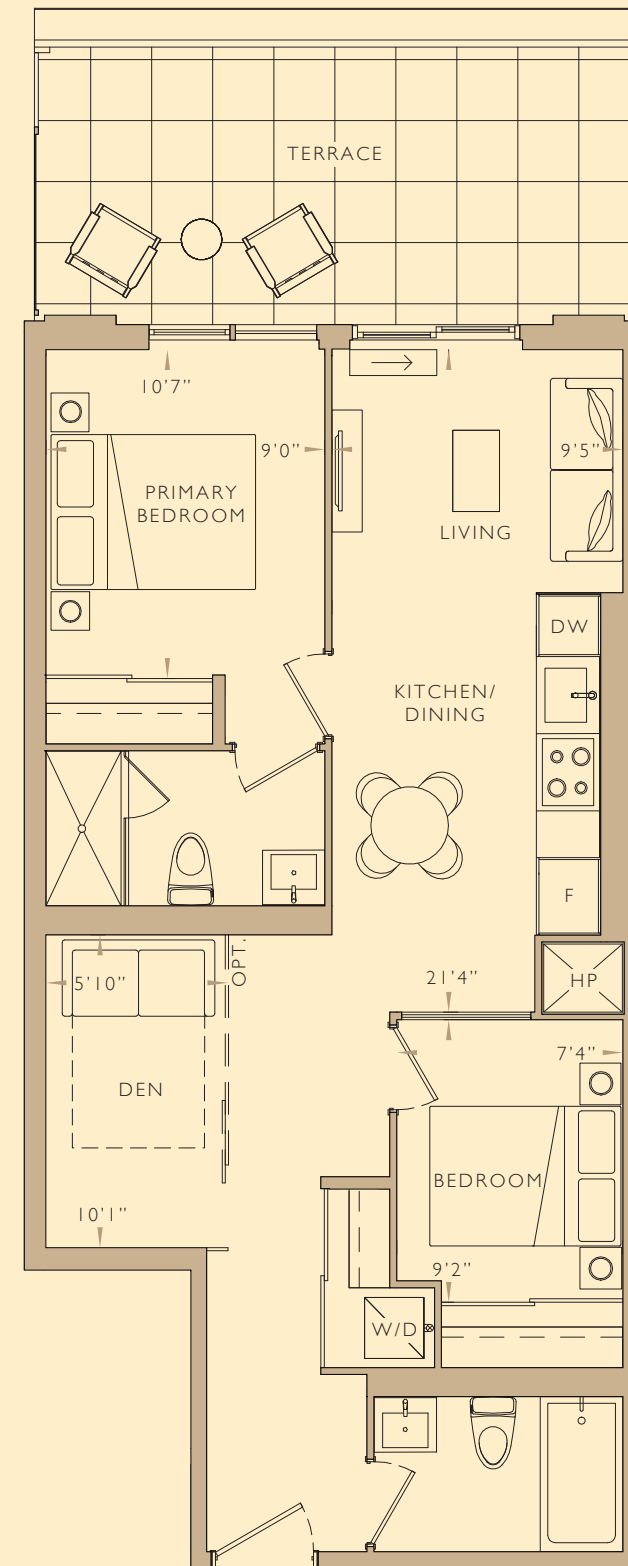 TERRACE
10'7"
9'0"
9'5"
PRIMARY
BEDROOM
LIVING
DW
KITCHEN/
DINING
F
OPT.
5'10"
21'4"
HP
7'4"
DEN
BEDROOM
10'1"
9'2"
W/D